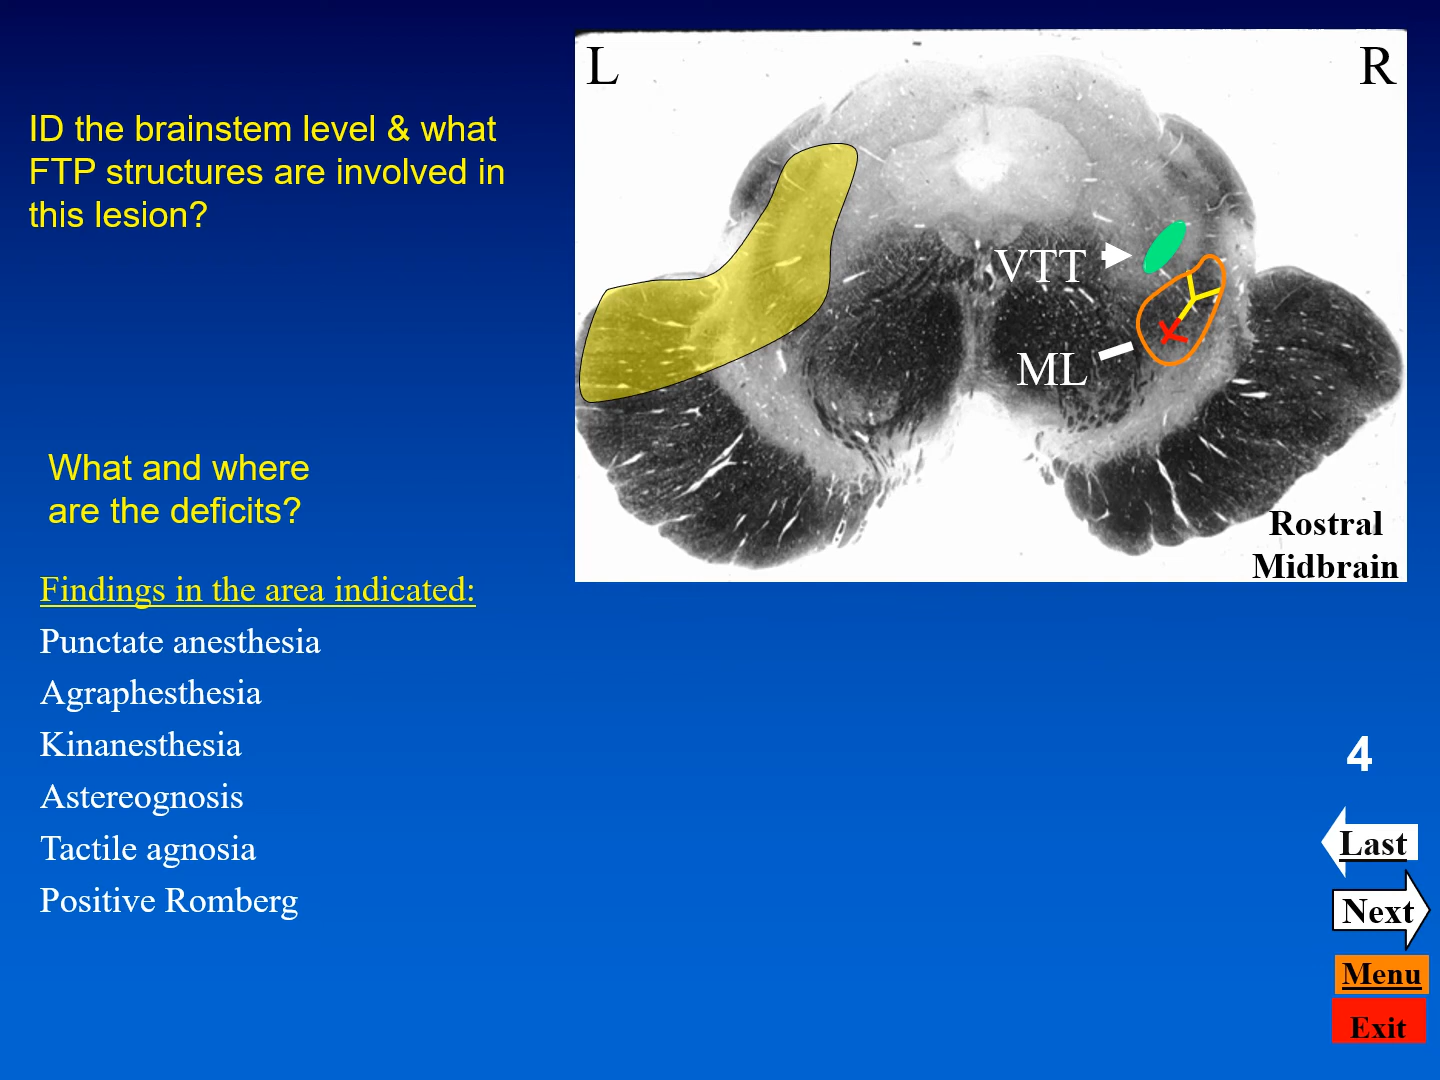 ID the brainstem level & what
FTP structures are involved in
this lesion?
L
R
VTT
ML
Rostral
Midbrain
What and where
are the deficits?
Findings in the area indicated:
Punctate anesthesia
Agraphesthesia
Kinanesthesia
Astereognosis
Tactile agnosia
Positive Romberg
4
Last
Next
Menu
Exit